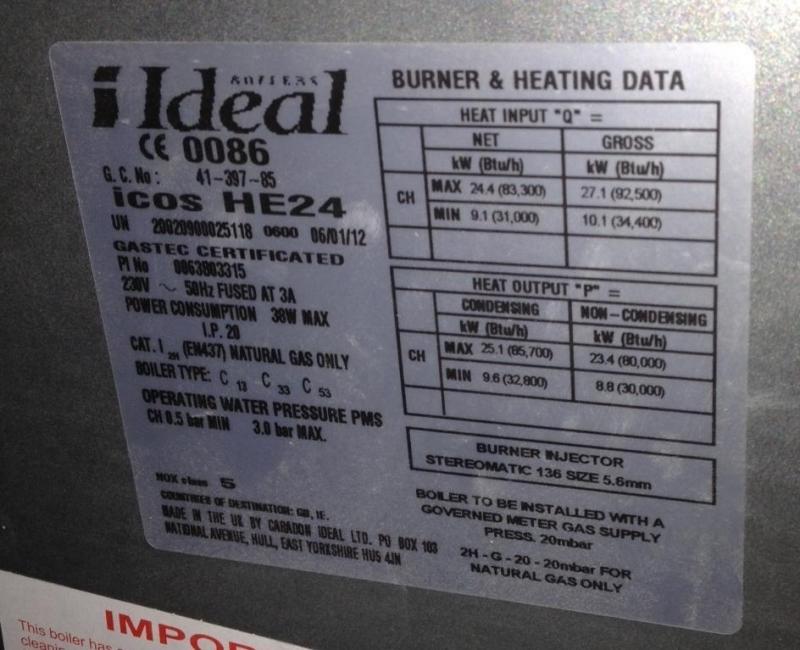 BOILERS
i Ideal
CE 0086
G.C. No: 41-397-85
icos HE24
UN 20020900025118 0600 06/01/12
GASTEC CERTIFICATED
PI No 0063BO3315
230V ~ 50Hz FUSED AT 3A
POWER CONSUMPTION 38W MAX
I.P. 20
CAT. I 2H (EN437) NATURAL GAS ONLY
BOILER TYPE: C 13 C 33 C 53
OPERATING WATER PRESSURE PMS
CH 0.5 bar MIN 3.0 bar MAX.
NOX class 5
COUNTRIES OF DESTINATION: GB, IE.
MADE IN THE UK BY CARADON IDEAL LTD. PO BOX 103
NATIONAL AVENUE, HULL, EAST YORKSHIRE HU5 4JN
BURNER & HEATING DATA
HEAT INPUT "Q" =
NET GROSS
kW (Btu/h) kW (Btu/h)
CH MAX 24.4 (83,300) 27.1 (92,500)
MIN 9.1 (31,000) 10.1 (34,400)
HEAT OUTPUT "P" =
CONDENSING NON-CONDENSING
kW (Btu/h) kW (Btu/h)
CH MAX 25.1 (85,700) 23.4 (80,000)
MIN 9.6 (32,800) 8.8 (30,000)
BURNER INJECTOR
STEREOMATIC 136 SIZE 5.6mm
BOILER TO BE INSTALLED WITH A
GOVERNED METER GAS SUPPLY
PRESS. 20mbar
2H - G - 20 - 20mbar FOR
NATURAL GAS ONLY
IMPOR
This boiler has